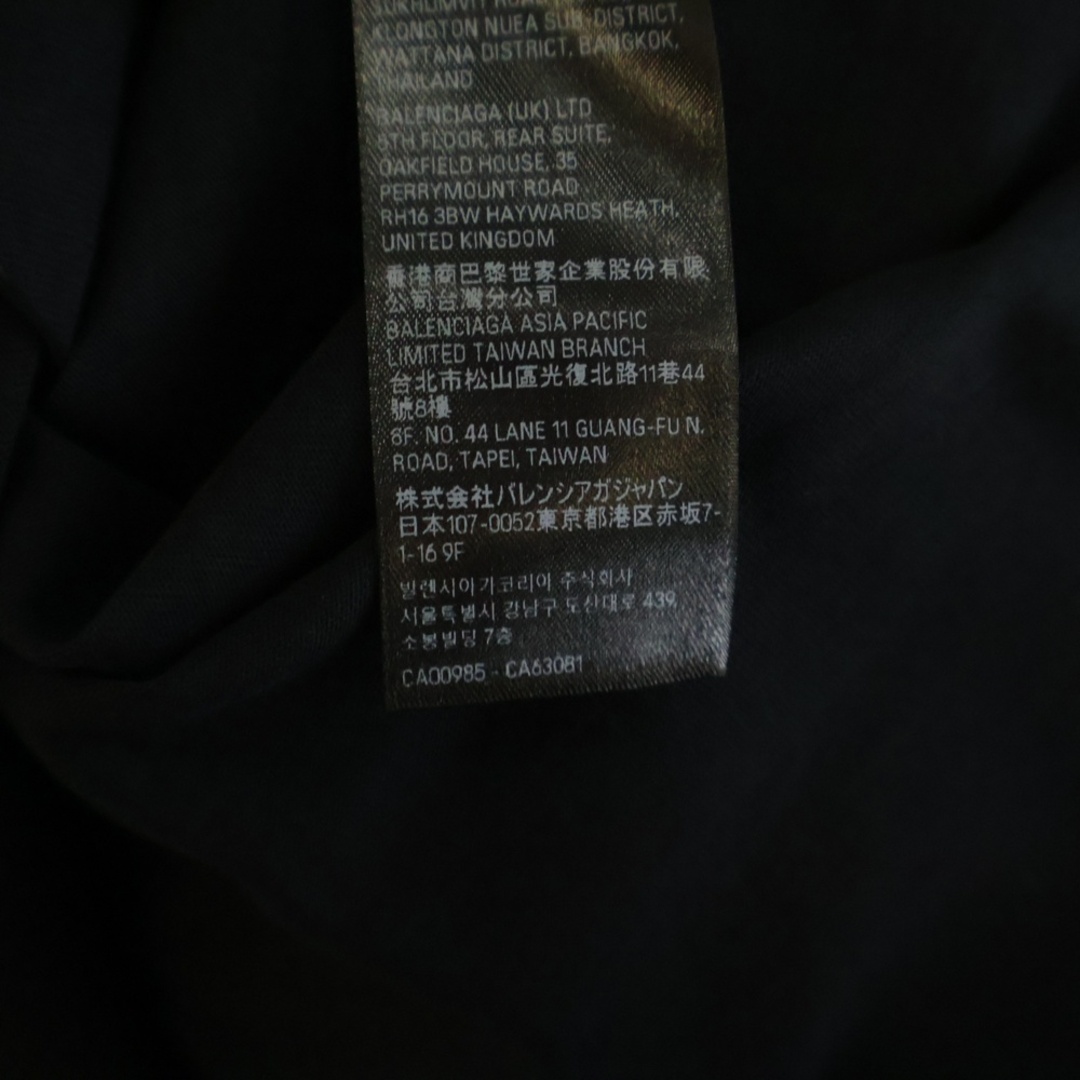 SUKHUMVIT ROAD,
KLONGTON NUEA SUB-DISTRICT,
WATTANA DISTRICT, BANGKOK,
THAILAND
BALENCIAGA (UK) LTD
5TH FLOOR, REAR SUITE,
OAKFIELD HOUSE, 35
PERRYMOUNT ROAD
RH16 3BW HAYWARDS HEATH,
UNITED KINGDOM
香港商巴黎世家企業股份有限
公司台灣分公司
BALENCIAGA ASIA PACIFIC
LIMITED TAIWAN BRANCH
台北市松山區光復北路11巷44
號8樓
8F. NO. 44 LANE 11 GUANG-FU N.
ROAD, TAPEI, TAIWAN
株式会社バレンシアガジャパン
日本107-0052東京都港区赤坂7-
1-16 9F
발렌시아가코리아 주식회사
서울특별시 강남구 도산대로 439,
소봉빌딩 7층
CA00985 - CA63081